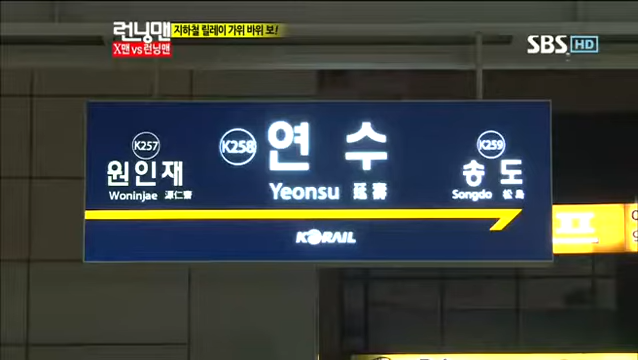 런닝맨
X맨 vs 런닝맨
지하철 릴레이 가위 바위 보!
SBS HD
K257
원인재
Woninjae 源仁齋
K258
연수
Yeonsu 延壽
K259
송도
Songdo 松島
KORAIL